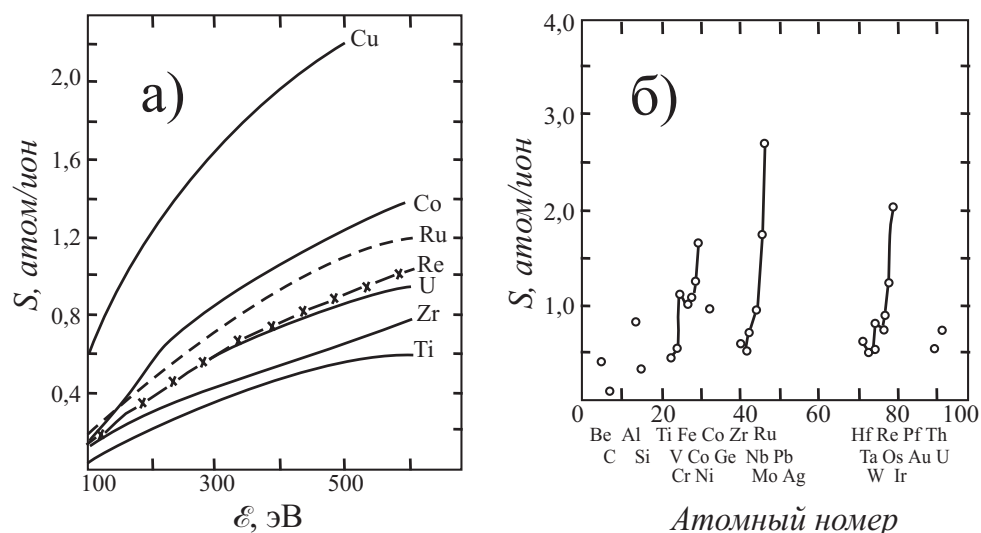 а)
S, атом/ион
2,0
1,6
1,2
0,8
0,4
Cu
Co
Ru
Re
U
Zr
Ti
100 300 500
ℰ, эВ
б)
S, атом/ион
4,0
3,0
2,0
1,0
0 20 40 60 80 100
Be Al Ti Fe Co Zr Ru Hf Re Pf Th
C Si V Co Ge Nb Pb Ta Os Au U
Cr Ni Mo Ag W Ir
Атомный номер